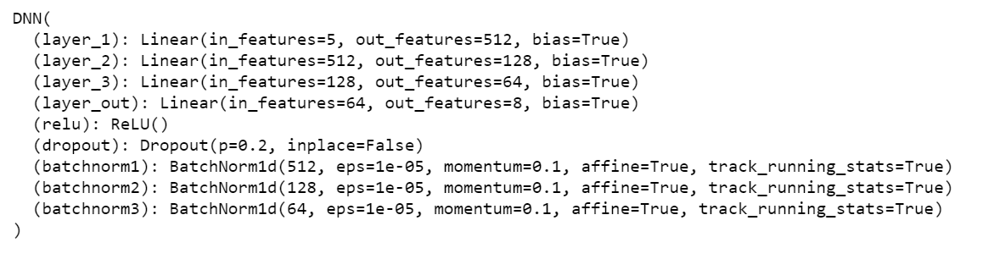 DNN(
  (layer_1): Linear(in_features=5, out_features=512, bias=True)
  (layer_2): Linear(in_features=512, out_features=128, bias=True)
  (layer_3): Linear(in_features=128, out_features=64, bias=True)
  (layer_out): Linear(in_features=64, out_features=8, bias=True)
  (relu): ReLU()
  (dropout): Dropout(p=0.2, inplace=False)
  (batchnorm1): BatchNorm1d(512, eps=1e-05, momentum=0.1, affine=True, track_running_stats=True)
  (batchnorm2): BatchNorm1d(128, eps=1e-05, momentum=0.1, affine=True, track_running_stats=True)
  (batchnorm3): BatchNorm1d(64, eps=1e-05, momentum=0.1, affine=True, track_running_stats=True)
)